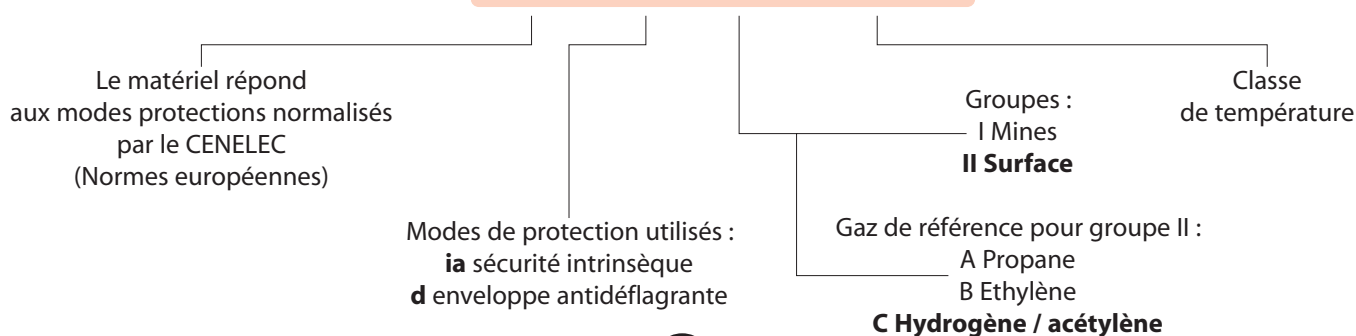 Le matériel répond
aux modes protections normalisés
par le CENELEC
(Normes européennes)
Modes de protection utilisés :
ia sécurité intrinsèque
d enveloppe antidéflagrante
Groupes :
I Mines
II Surface
Gaz de référence pour groupe II :
A Propane
B Ethylène
C Hydrogène / acétylène
Classe
de température